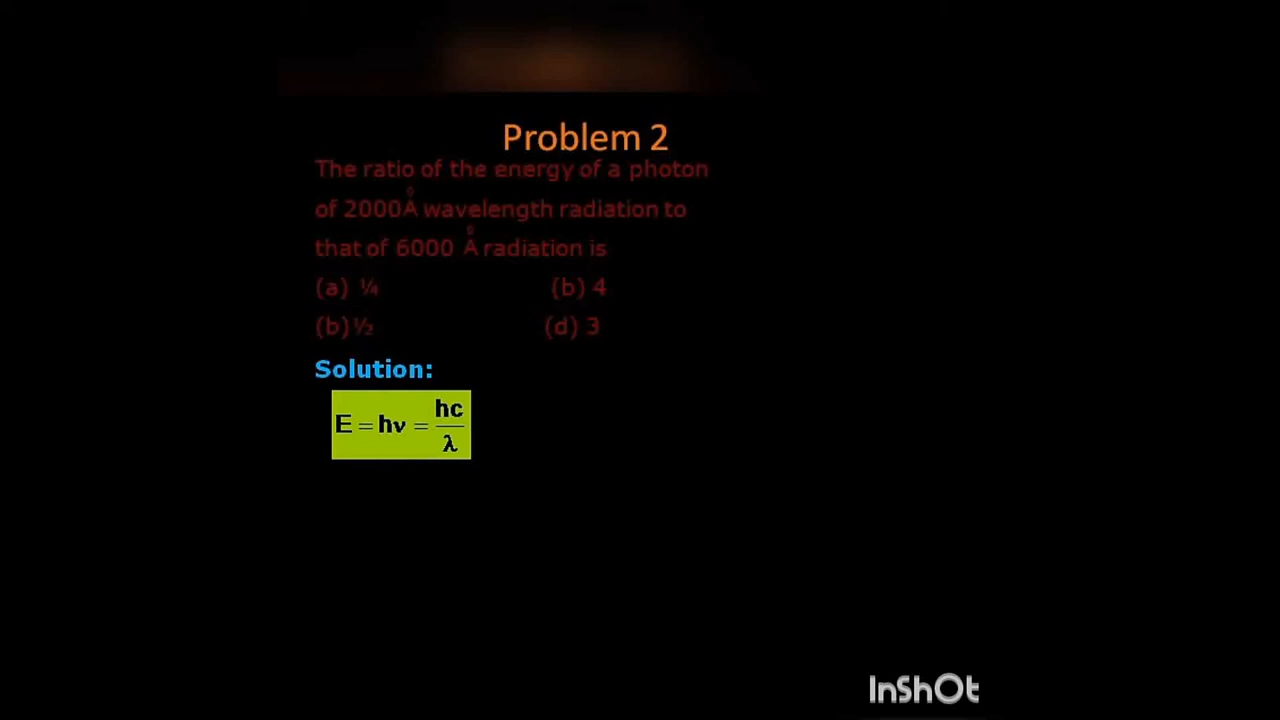 Problem 2
The ratio of the energy of a photon
of 2000Å wavelength radiation to
that of 6000 Å radiation is
(a) ¼ (b) 4
(b)½ (d) 3
Solution:
E = hν = hc/λ
InShOt